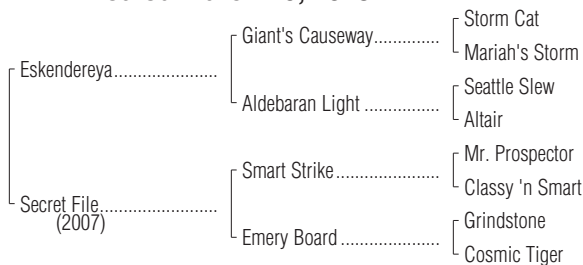 Giant's Causeway.............
Storm Cat
Mariah's Storm
Eskendereya.....................
Aldebaran Light ...............
Seattle Slew
Altair
Smart Strike.....................
Mr. Prospector
Classy 'n Smart
Secret File........................
(2007)
Emery Board ...................
Grindstone
Cosmic Tiger